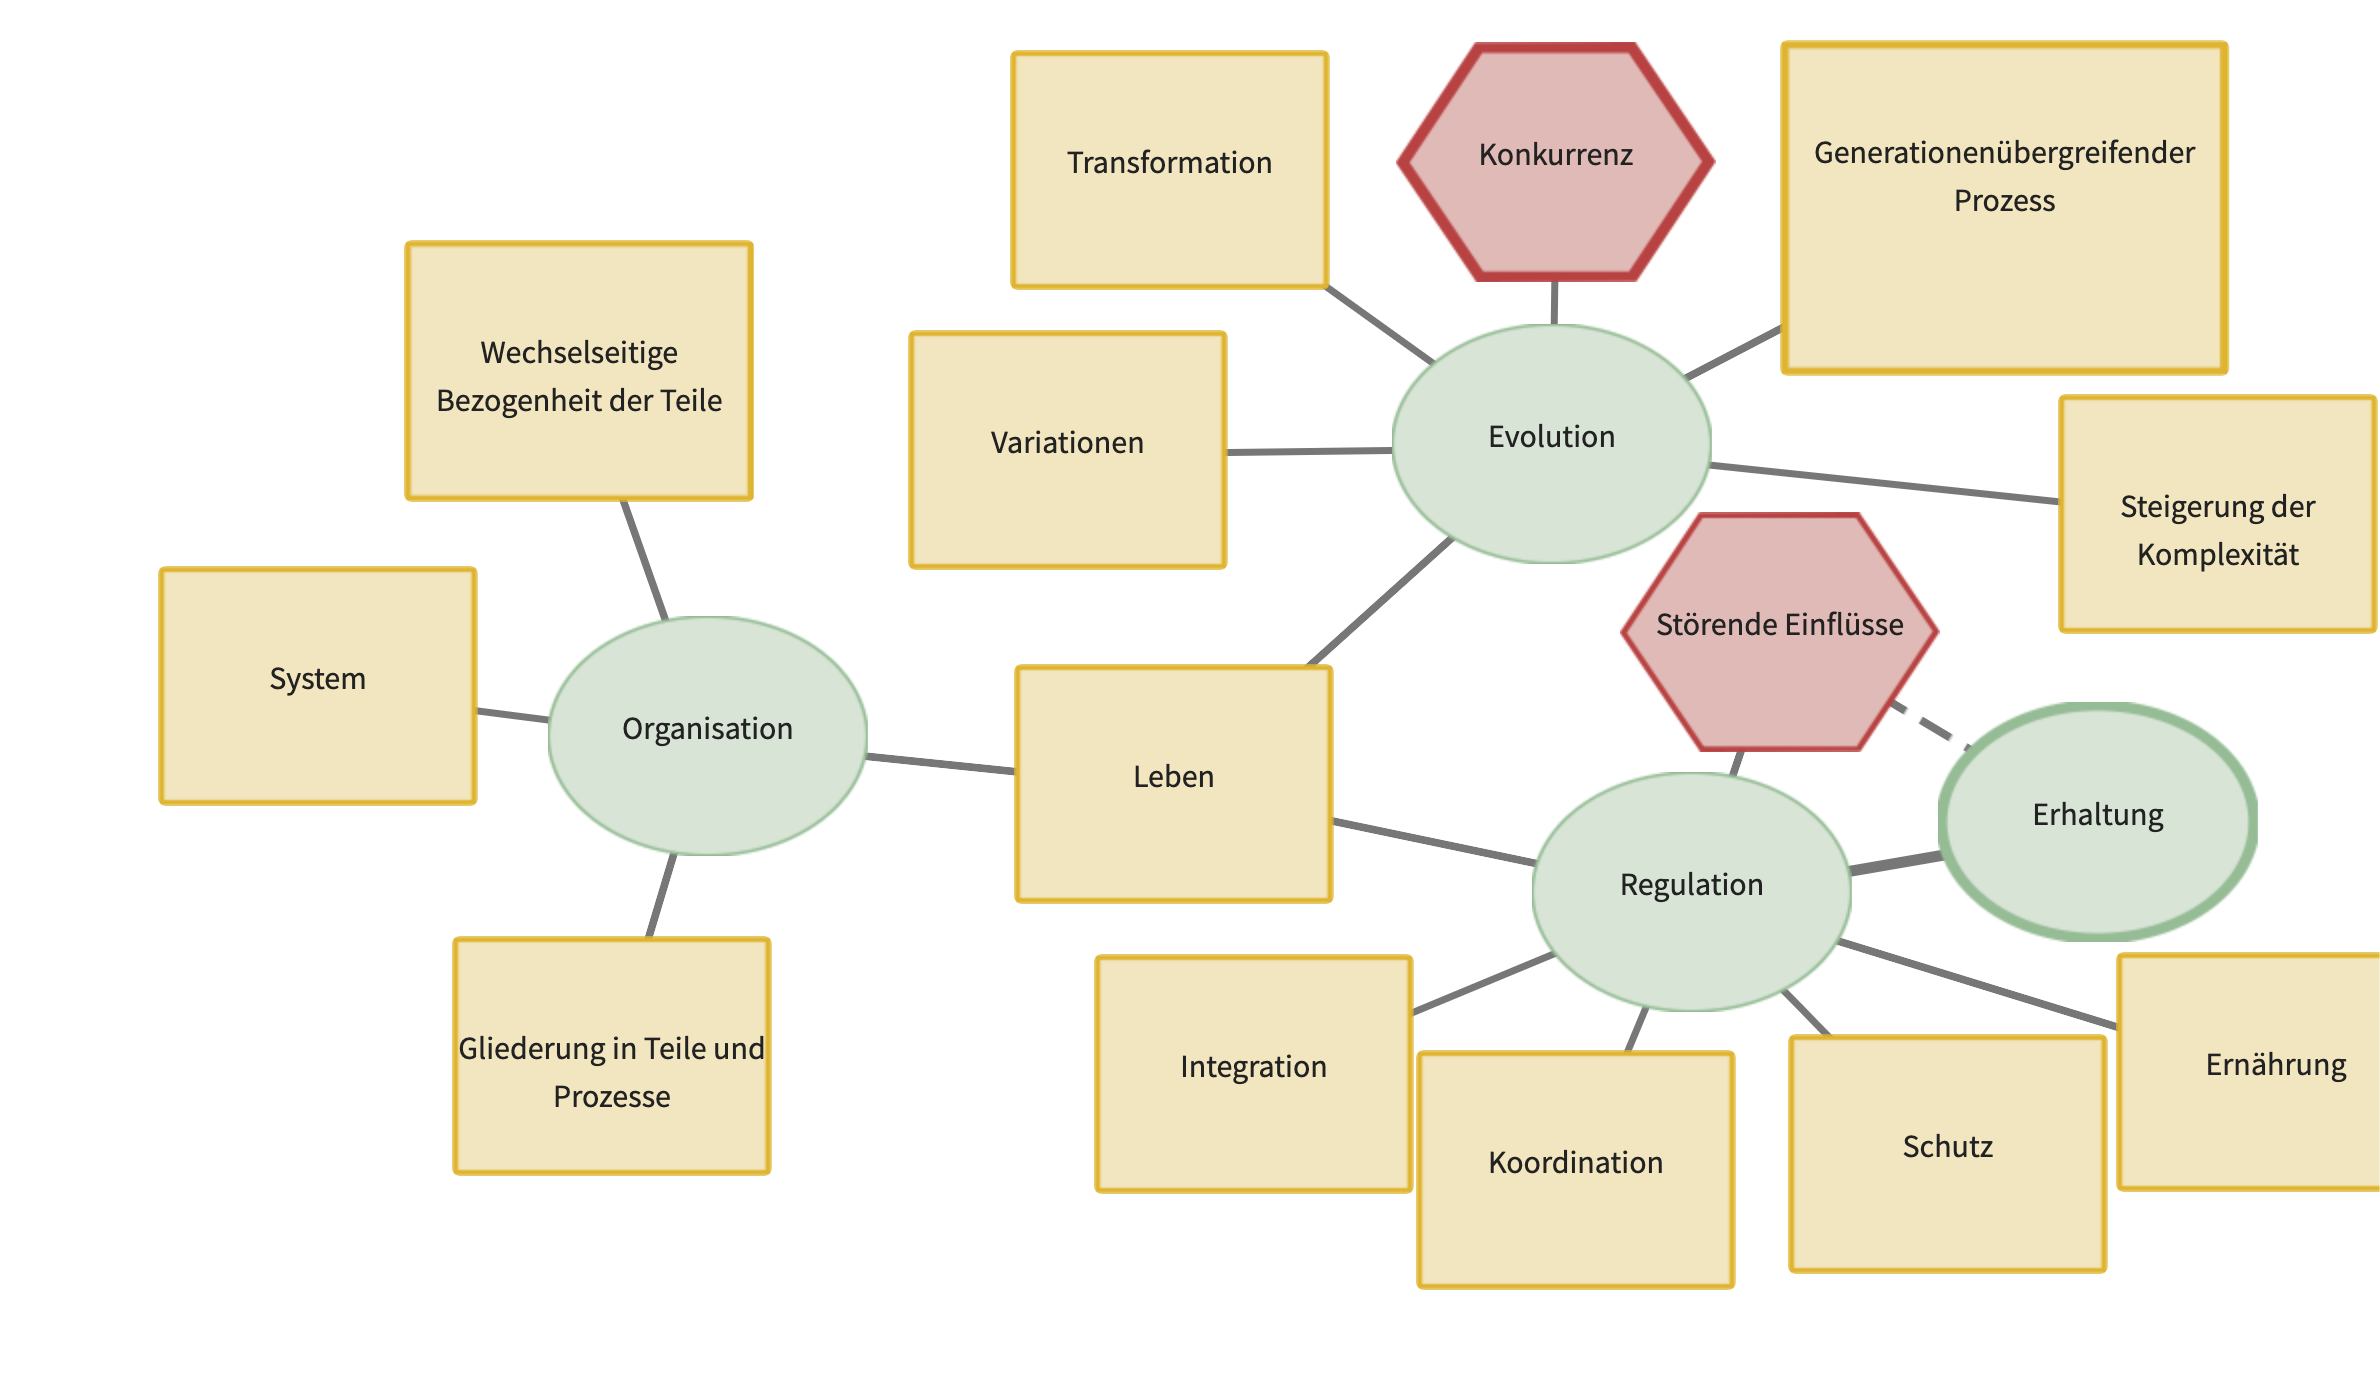 Transformation
Konkurrenz
Generationenübergreifender
Prozess
Wechselseitige
Bezogenheit der Teile
Variationen
Evolution
Steigerung der
Komplexität
Störende Einflüsse
System
Organisation
Leben
Erhaltung
Regulation
Gliederung in Teile und
Prozesse
Integration
Koordination
Schutz
Ernährung